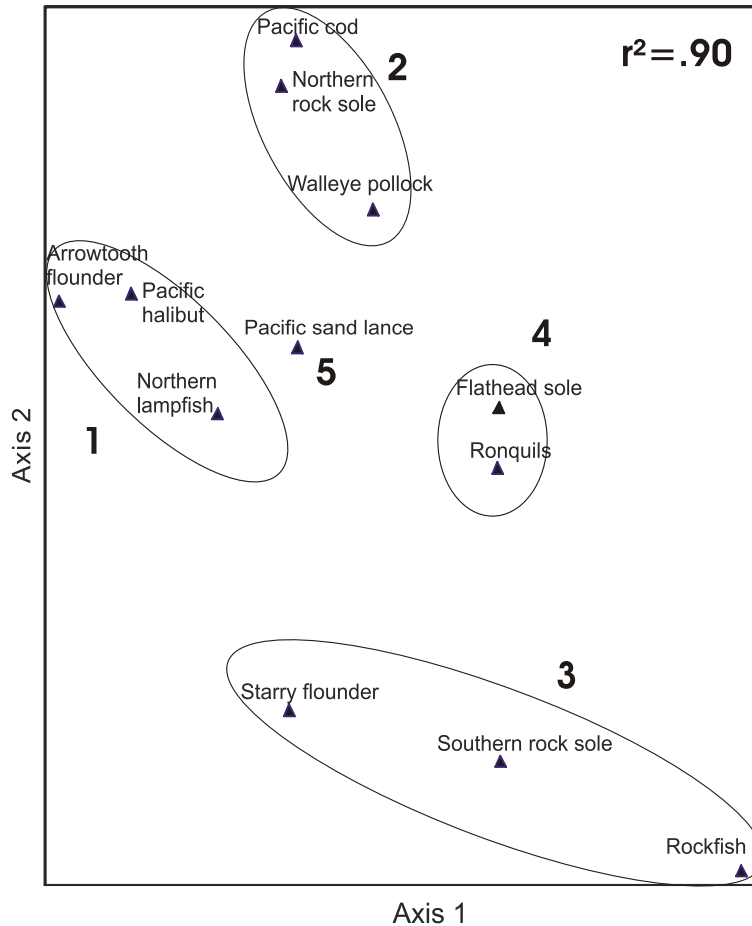 Pacific cod
r²=.90
2
Northern
rock sole
Walleye pollock
Arrowtooth
flounder
Pacific
halibut
Pacific sand lance
4
5
Northern
lampfish
Flathead sole
1
Ronquils
Axis 2
3
Starry flounder
Southern rock sole
Rockfish
Axis 1